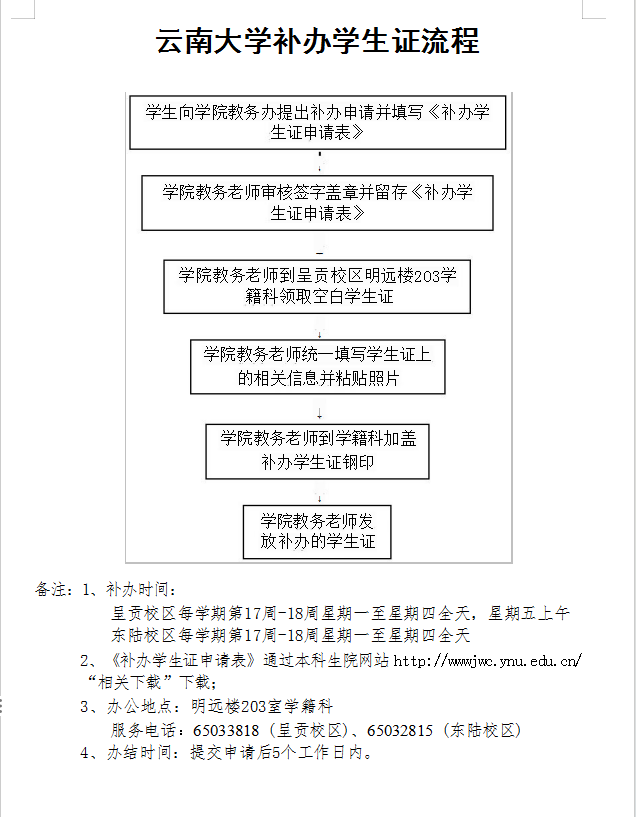 云南大学补办学生证流程
学生向学院教务办提出补办申请并填写《补办学
生证申请表》
学院教务老师审核签字盖章并留存《补办学
生证申请表》
学院教务老师到呈贡校区明远楼203学
籍科领取空白学生证
学院教务老师统一填写学生证上
的相关信息并粘贴照片
学院教务老师到学籍科加盖
补办学生证钢印
学院教务老师发
放补办的学生证
备注：1、补办时间：
呈贡校区每学期第17周-18周星期一至星期四全天，星期五上午
东陆校区每学期第17周-18周星期一至星期四全天
2、《补办学生证申请表》通过本科生院网站http://wwwjwc.ynu.edu.cn/
“相关下载”下载；
3、办公地点：明远楼203室学籍科
服务电话：65033818（呈贡校区）、65032815（东陆校区）
4、办结时间：提交申请后5个工作日内。